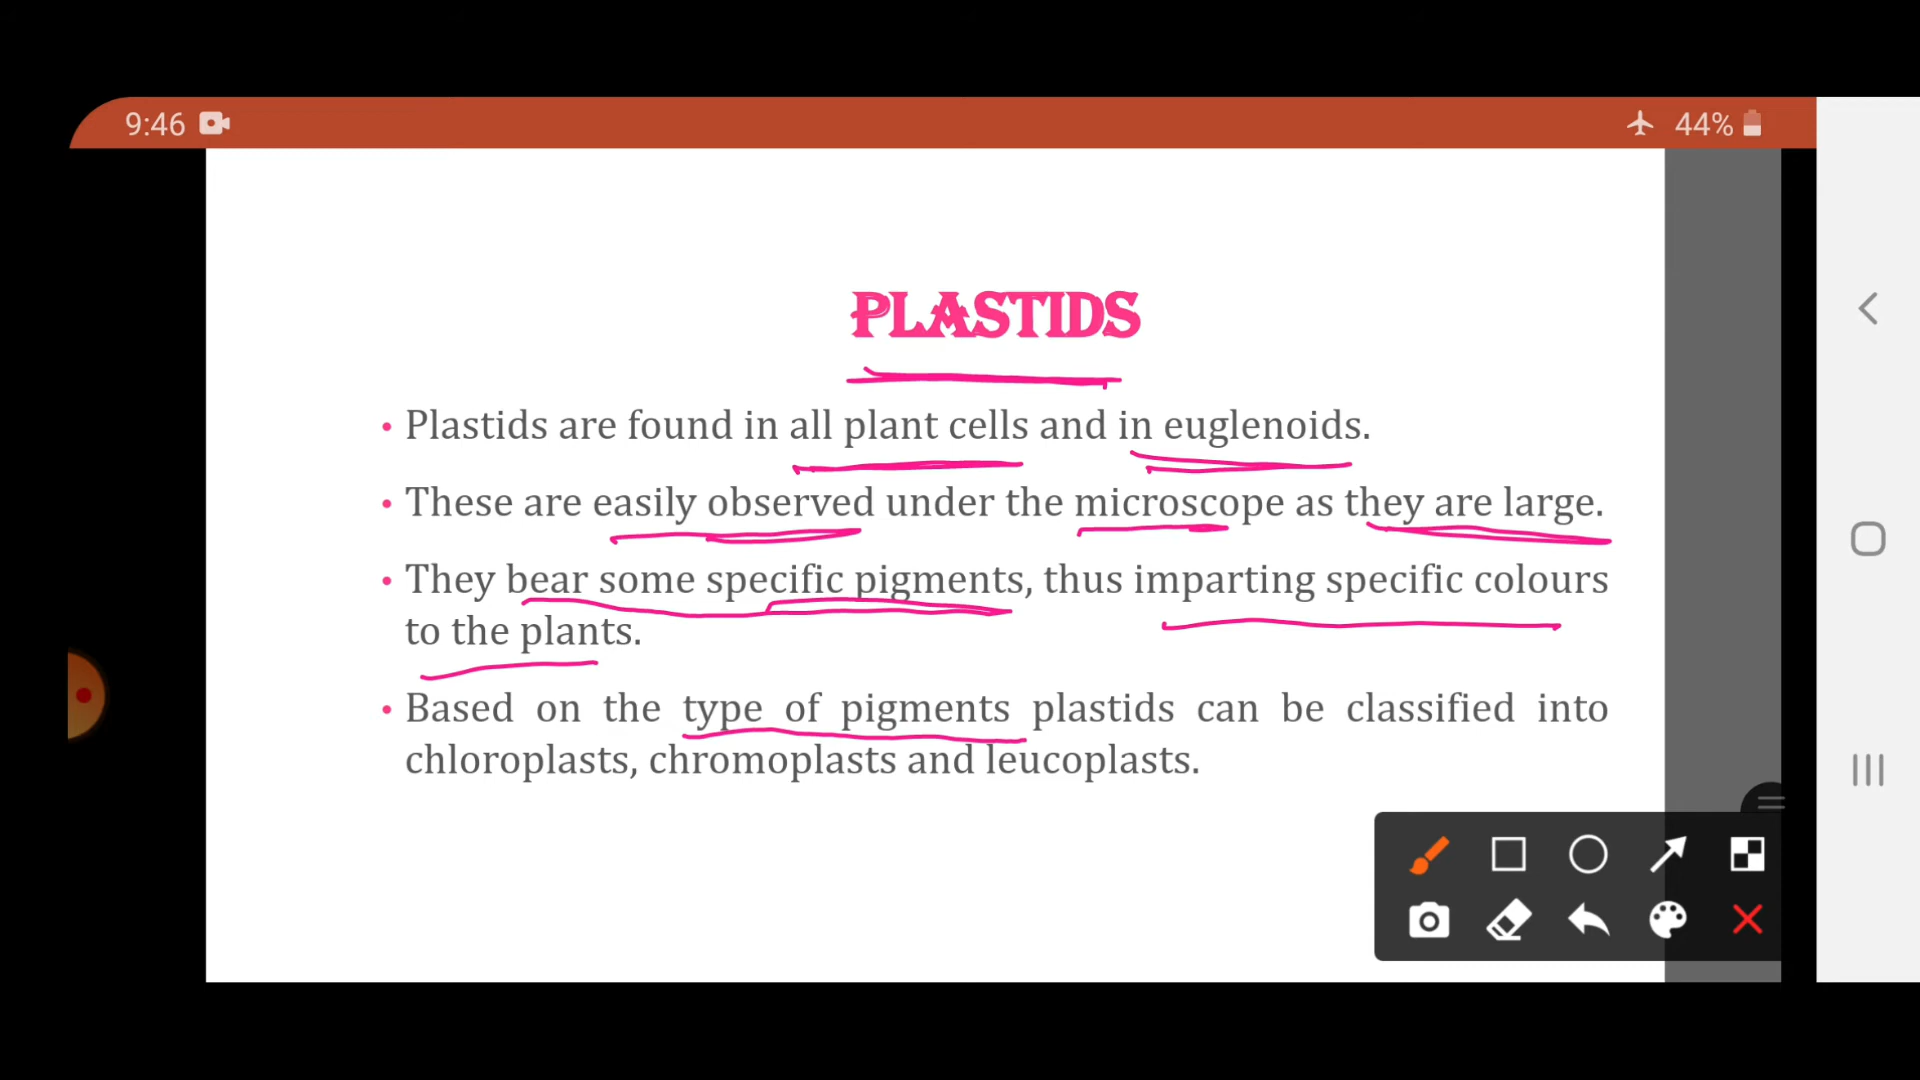 9:46
44%
PLASTIDS
• Plastids are found in all plant cells and in euglenoids.
• These are easily observed under the microscope as they are large.
• They bear some specific pigments, thus imparting specific colours
to the plants.
• Based on the type of pigments plastids can be classified into
chloroplasts, chromoplasts and leucoplasts.